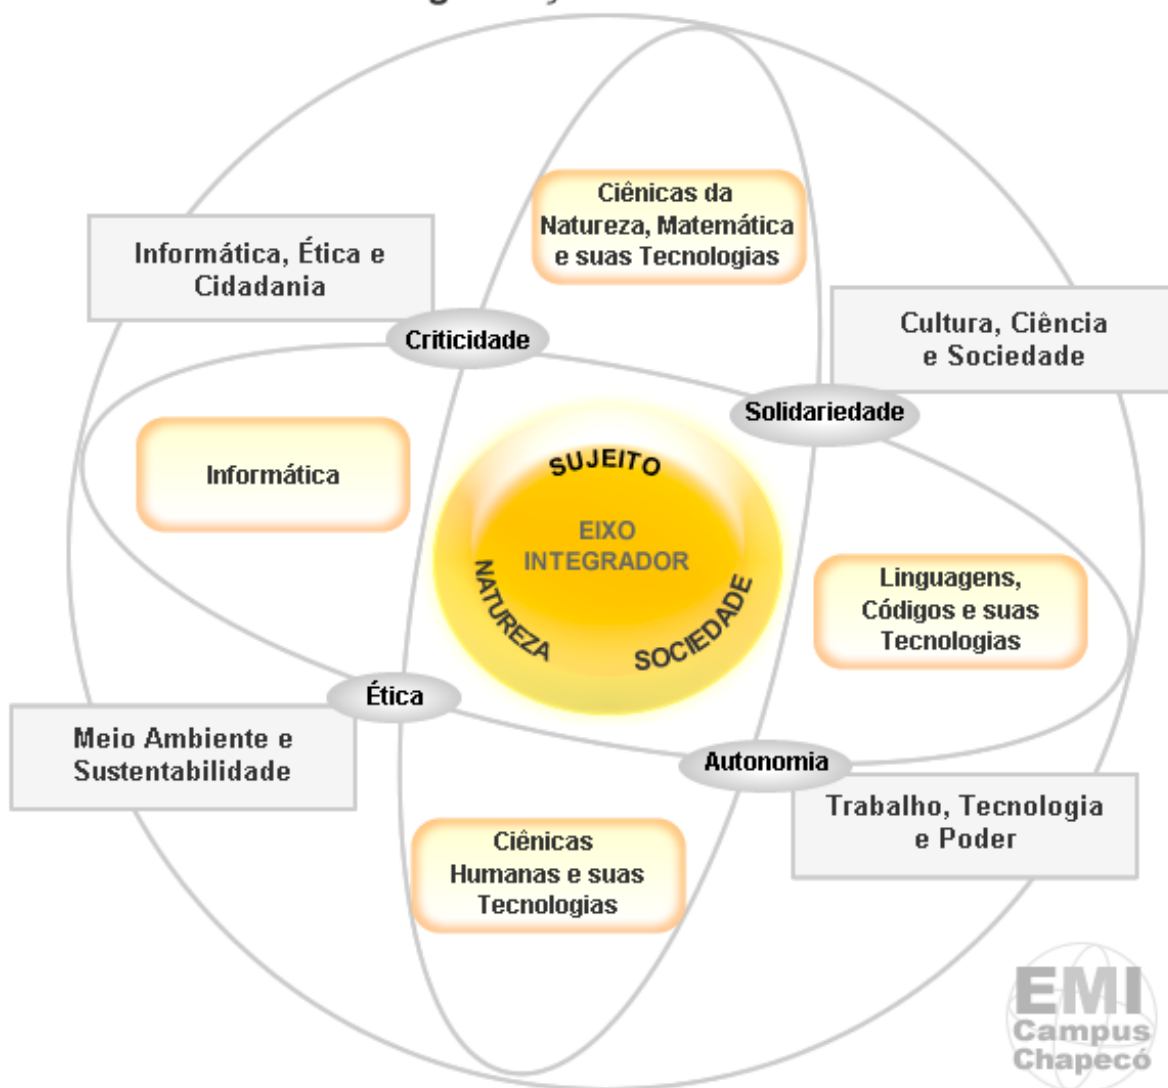 Ciênicas da
Natureza, Matemática
e suas Tecnologias
Informática, Ética e
Cidadania
Cultura, Ciência
e Sociedade
Criticidade
Solidariedade
Informática
SUJEITO
EIXO
INTEGRADOR
NATUREZA
SOCIEDADE
Linguagens,
Códigos e suas
Tecnologias
Ética
Meio Ambiente e
Sustentabilidade
Autonomia
Trabalho, Tecnologia
e Poder
Ciênicas
Humanas e suas
Tecnologias
EMI
Campus
Chapecó